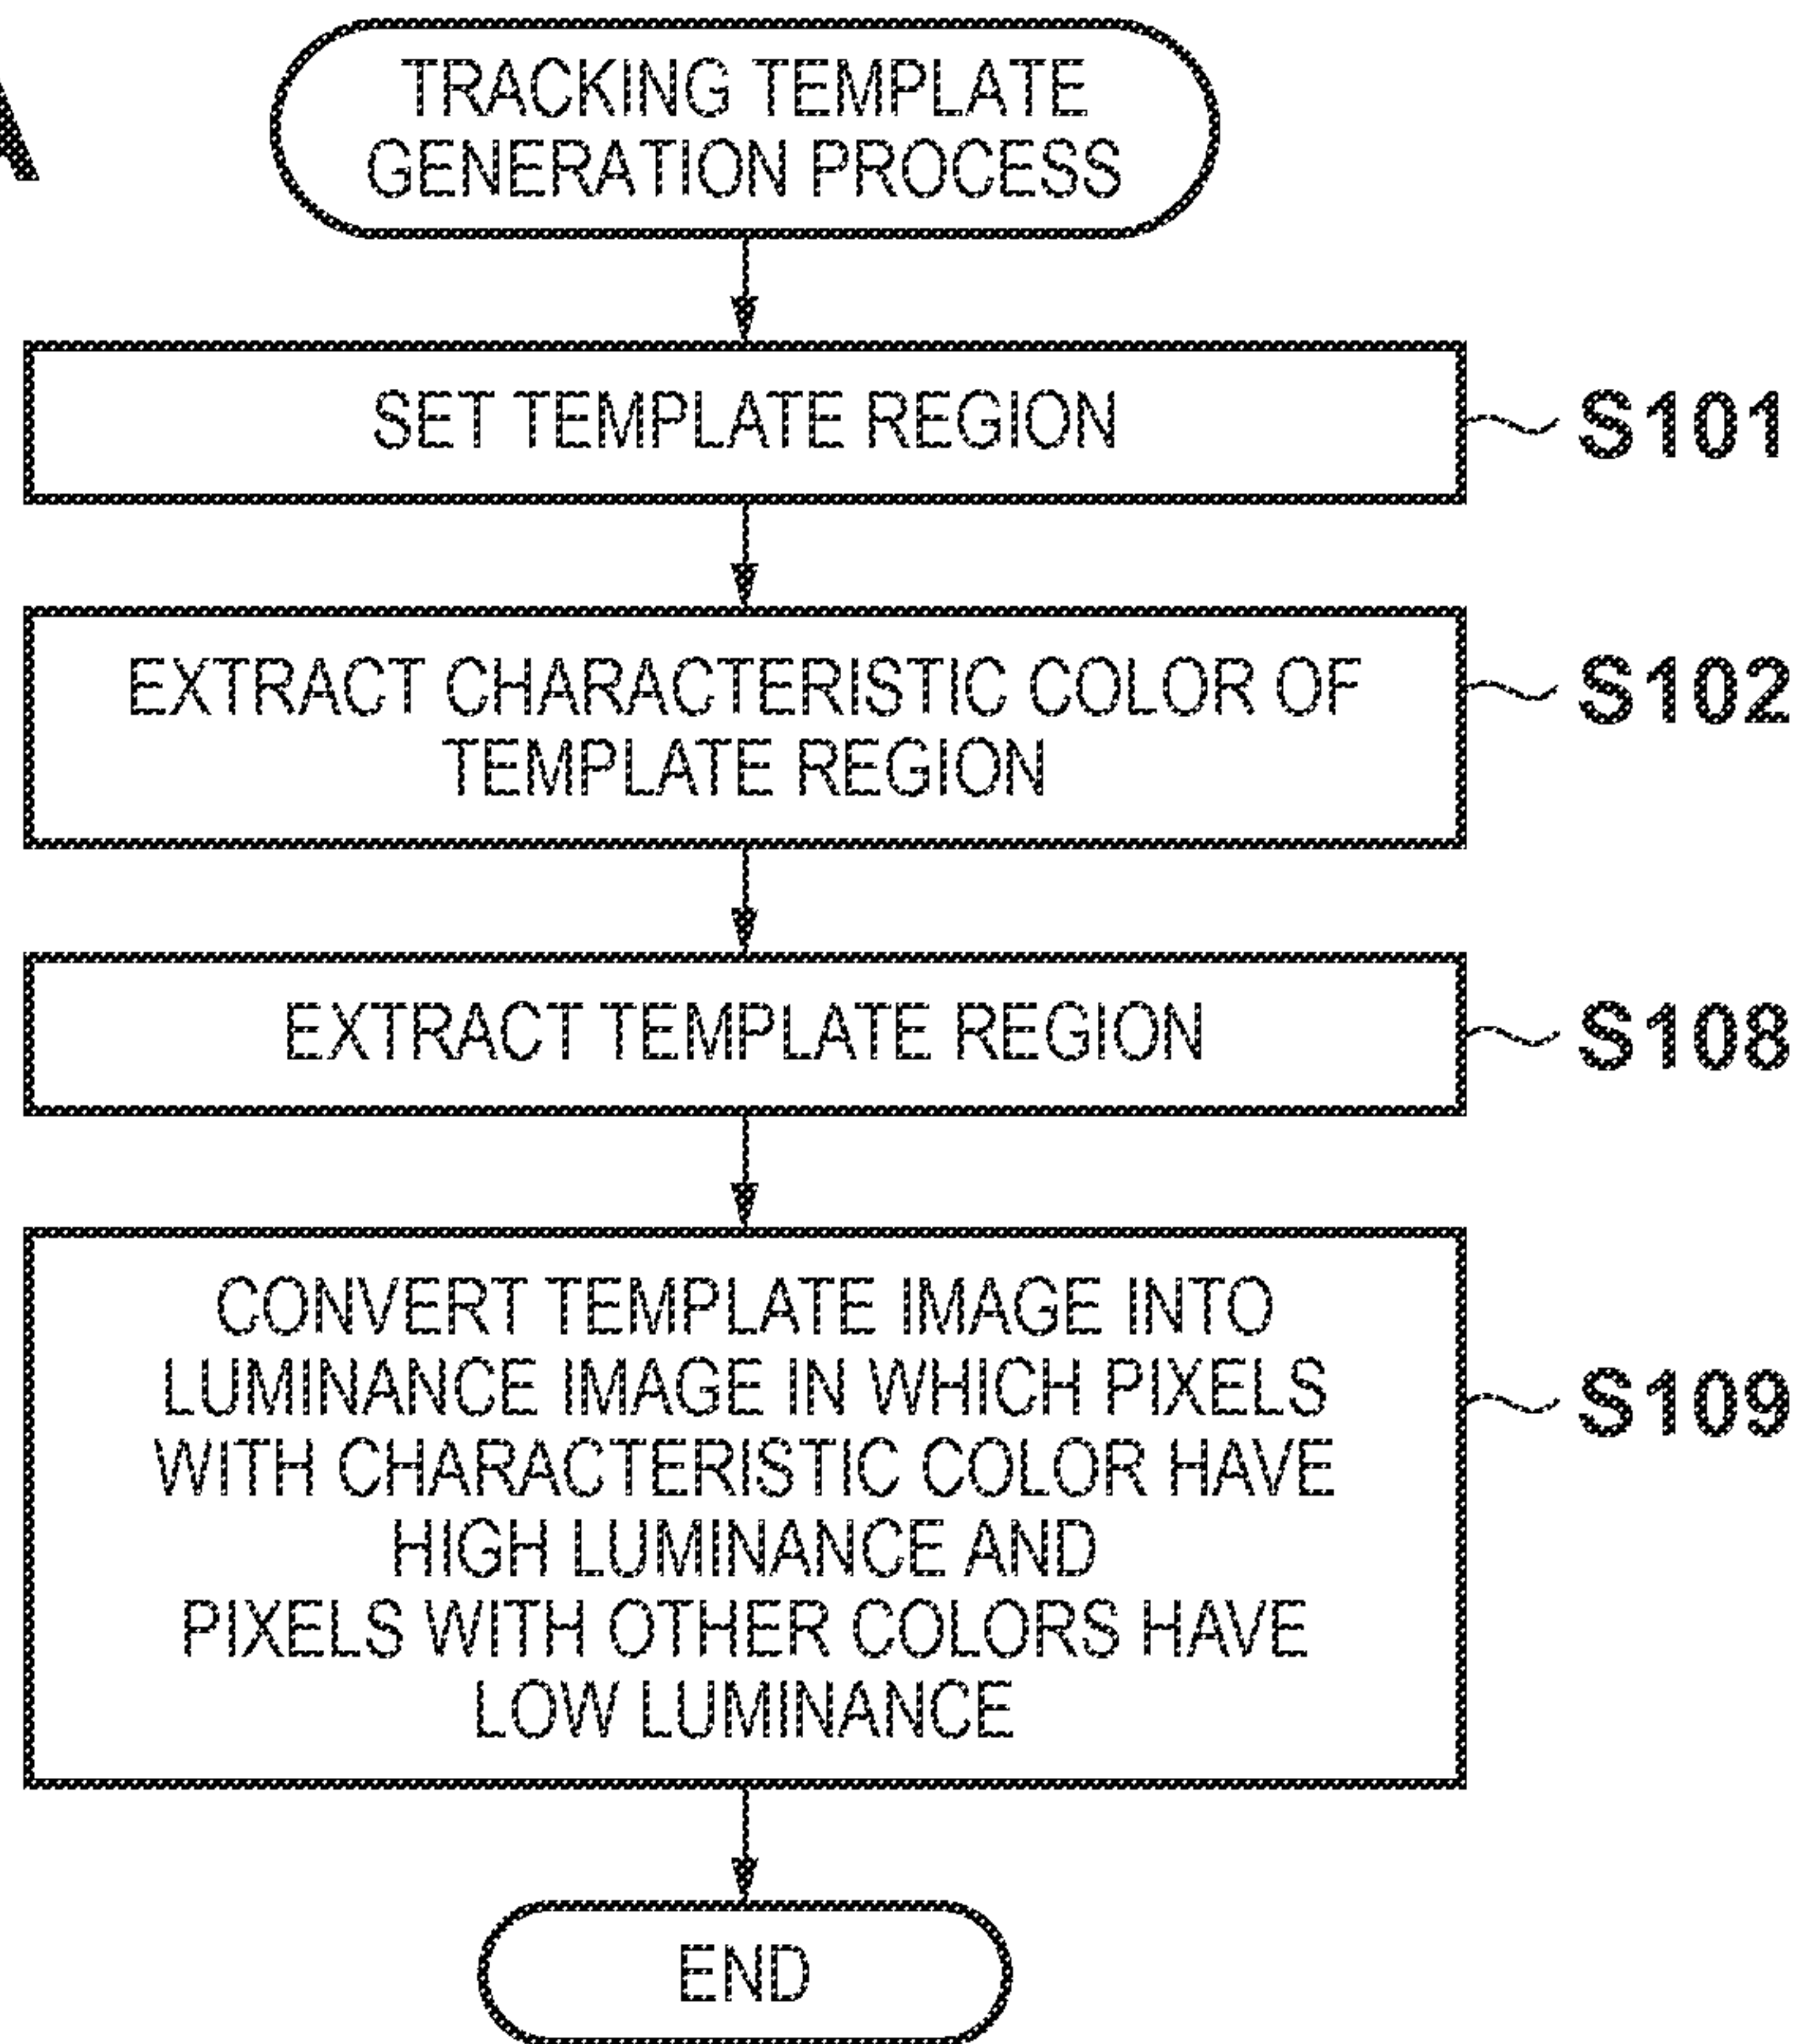 A
TRACKING TEMPLATE
GENERATION PROCESS
SET TEMPLATE REGION
S101
EXTRACT CHARACTERISTIC COLOR OF
TEMPLATE REGION
S102
EXTRACT TEMPLATE REGION
S108
CONVERT TEMPLATE IMAGE INTO
LUMINANCE IMAGE IN WHICH PIXELS
WITH CHARACTERISTIC COLOR HAVE
HIGH LUMINANCE AND
PIXELS WITH OTHER COLORS HAVE
LOW LUMINANCE
S109
END